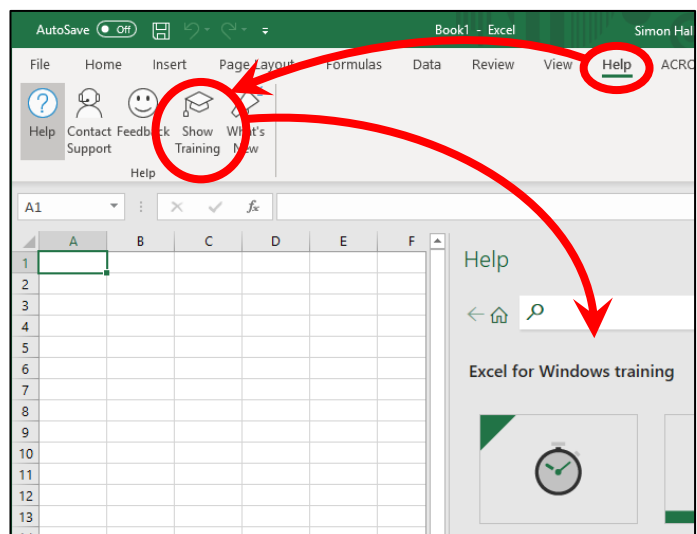 AutoSave Off Book1 - Excel Simon Hal
File Home Insert Page Layout Formulas Data Review View Help ACRO
? 
Help Contact Feedback Show What's
Support Training New
Help
A1 fx
A B C D E F
1 Help
2
3
4
5
6 Excel for Windows training
7
8
9
10
11
12
13